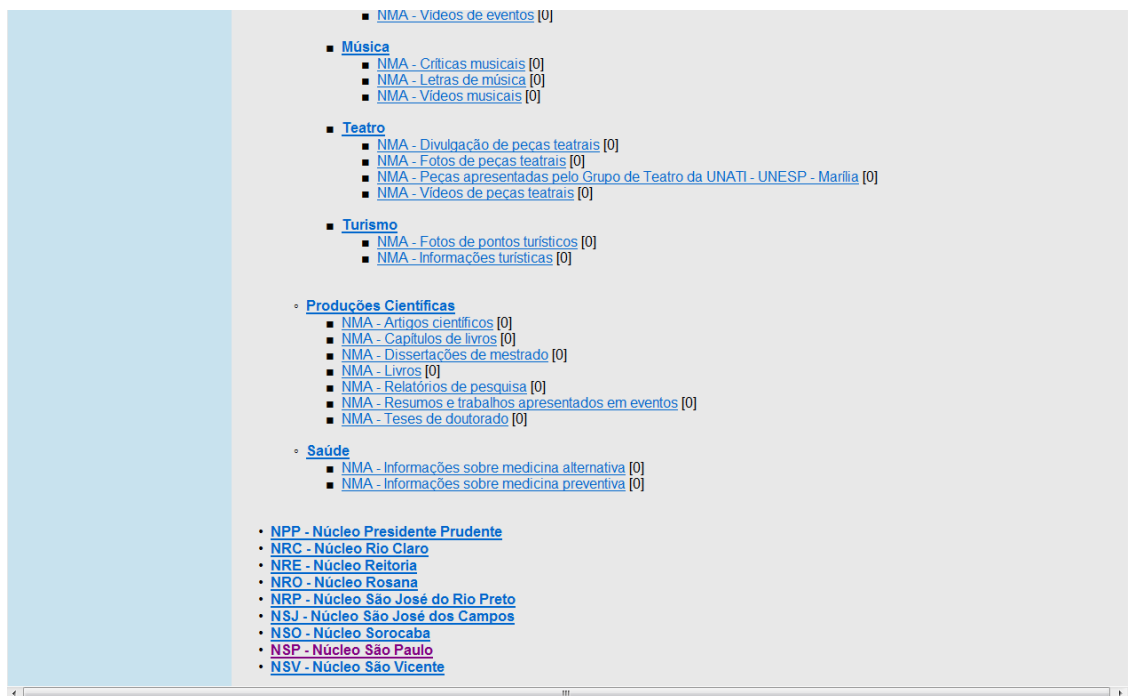 NMA - Vídeos de eventos [0]
Música
NMA - Críticas musicais [0]
NMA - Letras de música [0]
NMA - Vídeos musicais [0]
Teatro
NMA - Divulgação de peças teatrais [0]
NMA - Fotos de peças teatrais [0]
NMA - Peças apresentadas pelo Grupo de Teatro da UNATI - UNESP - Marília [0]
NMA - Vídeos de peças teatrais [0]
Turismo
NMA - Fotos de pontos turísticos [0]
NMA - Informações turísticas [0]
Produções Científicas
NMA - Artigos científicos [0]
NMA - Capítulos de livros [0]
NMA - Dissertações de mestrado [0]
NMA - Livros [0]
NMA - Relatórios de pesquisa [0]
NMA - Resumos e trabalhos apresentados em eventos [0]
NMA - Teses de doutorado [0]
Saúde
NMA - Informações sobre medicina alternativa [0]
NMA - Informações sobre medicina preventiva [0]
NPP - Núcleo Presidente Prudente
NRC - Núcleo Rio Claro
NRE - Núcleo Reitoria
NRO - Núcleo Rosana
NRP - Núcleo São José do Rio Preto
NSJ - Núcleo São José dos Campos
NSO - Núcleo Sorocaba
NSP - Núcleo São Paulo
NSV - Núcleo São Vicente